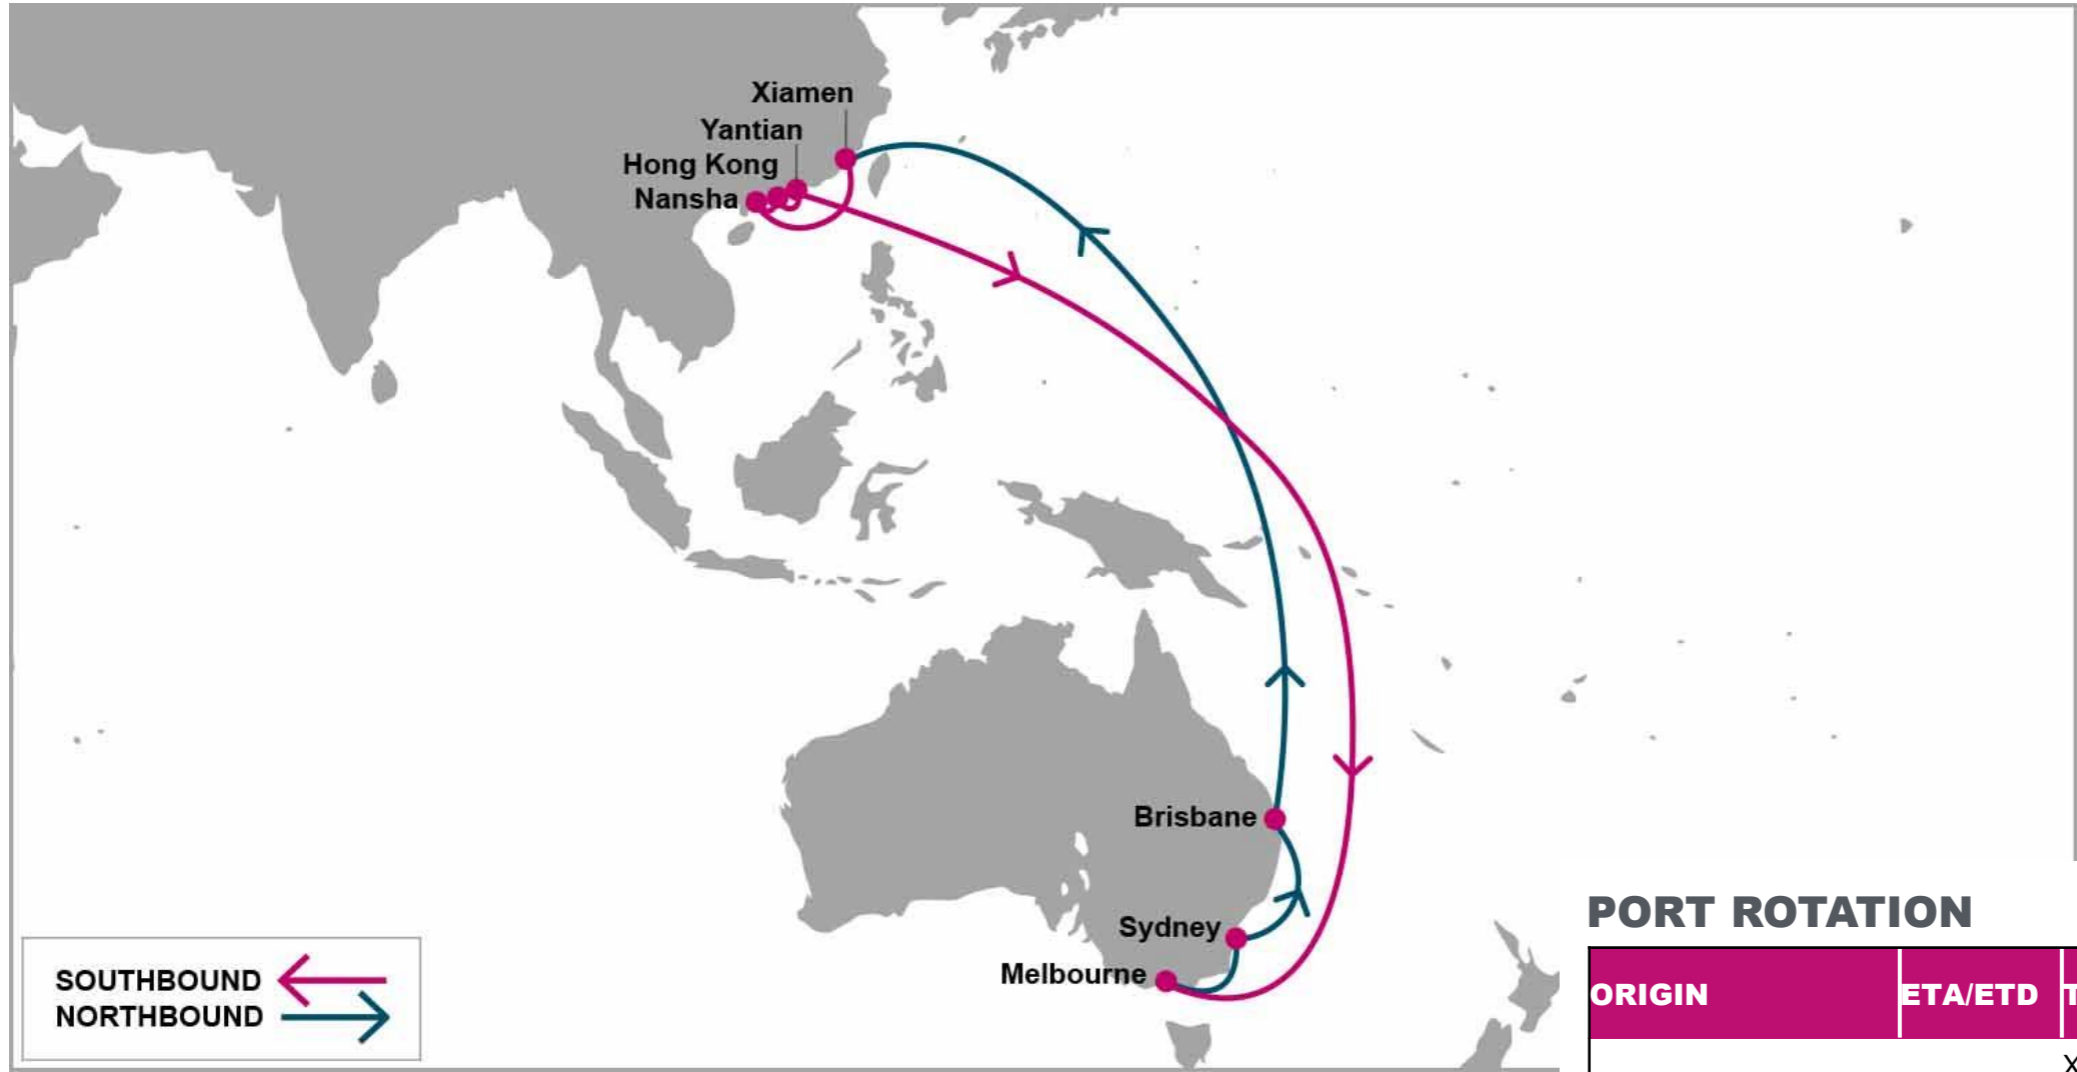 Xiamen
Yantian
Hong Kong
Nansha
Brisbane
Sydney
Melbourne
SOUTHBOUND
NORTHBOUND
PORT ROTATION
ORIGIN ETA/ETD T
X